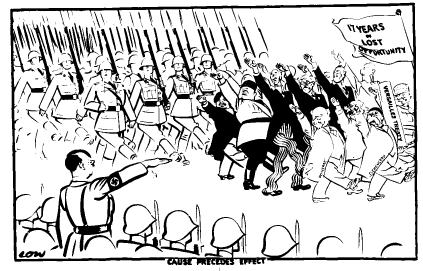 17 YEARS
OF
LOST
OPPORTUNITY
VERSAILLES TREATY
LOW
CAUSE PRECEDES EFFECT